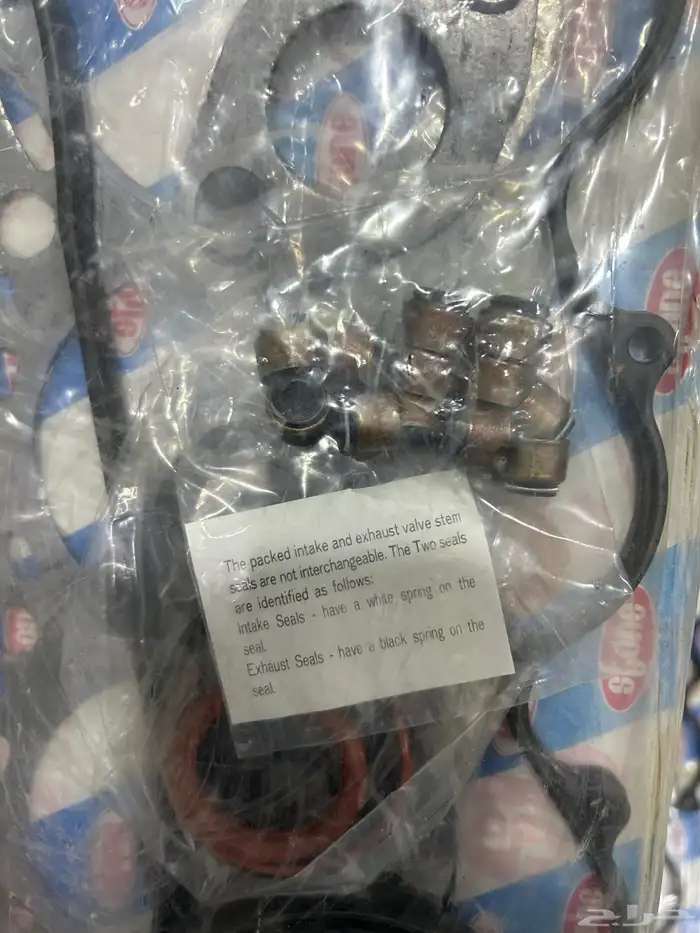 The packed intake and exhaust valve stem
seals are not interchangeable. The Two seals
are identified as follows:
Intake Seals - have a white spring on the
seal.
Exhaust Seals - have a black spring on the
seal.
حراج